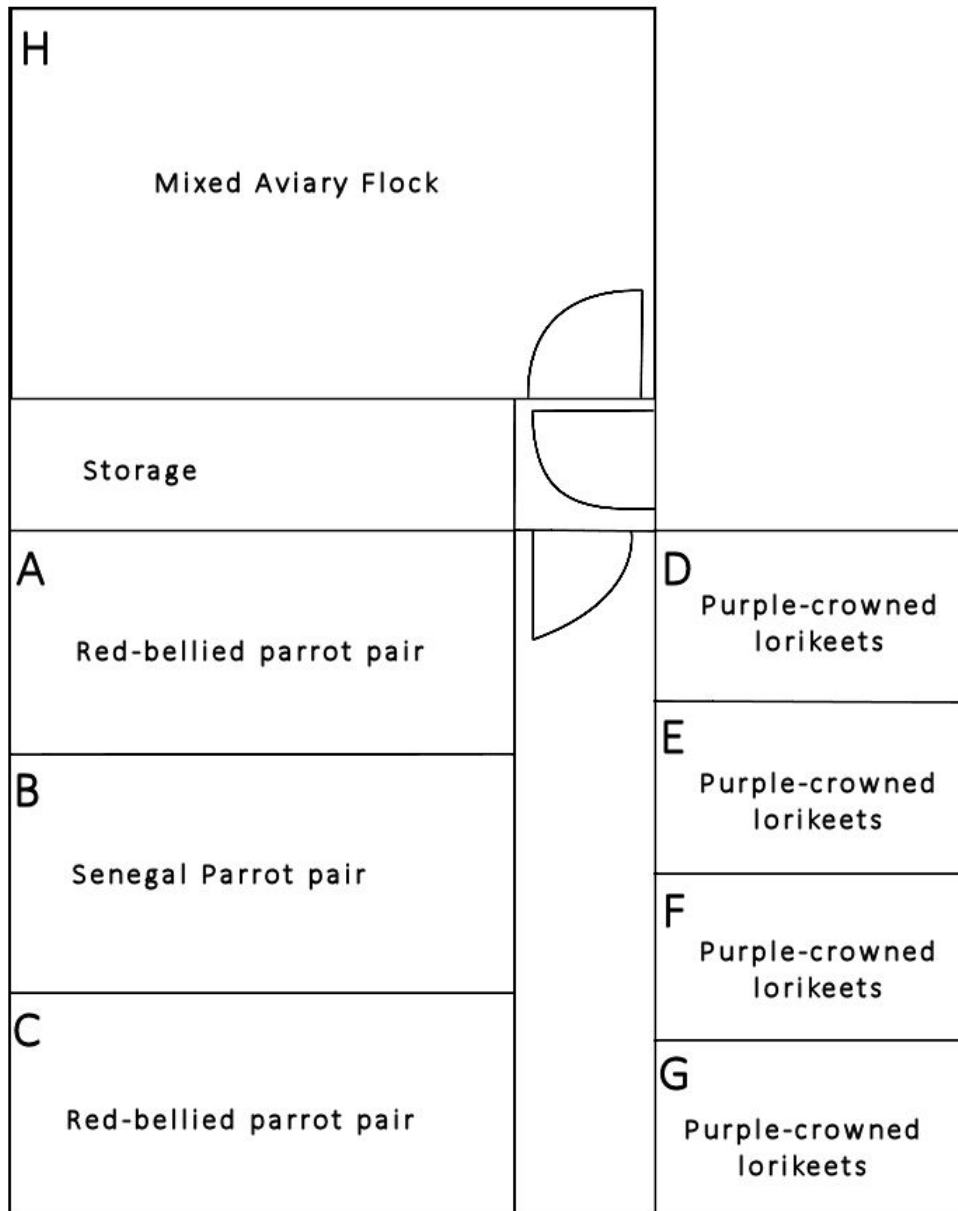 H
Mixed Aviary Flock
Storage
A
Red-bellied parrot pair
B
Senegal Parrot pair
C
Red-bellied parrot pair
D
Purple-crowned
lorikeets
E
Purple-crowned
lorikeets
F
Purple-crowned
lorikeets
G
Purple-crowned
lorikeets